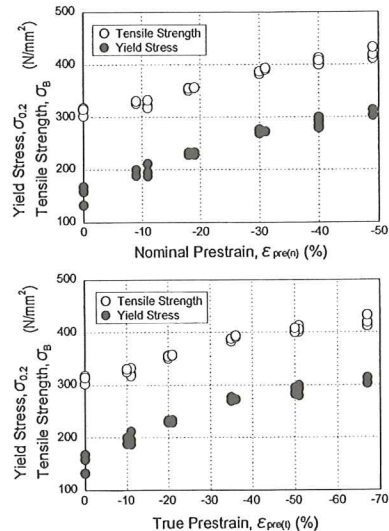 500
400
300
200
100
Yield Stress, σ0.2 (N/mm²)
Tensile Strength, σB
Tensile Strength
Yield Stress
0 -10 -20 -30 -40 -50
Nominal Prestrain, εpre(n) (%)
500
400
300
200
100
Yield Stress, σ0.2 (N/mm²)
Tensile Strength, σB
Tensile Strength
Yield Stress
0 -10 -20 -30 -40 -50 -60 -70
True Prestrain, εpre(t) (%)